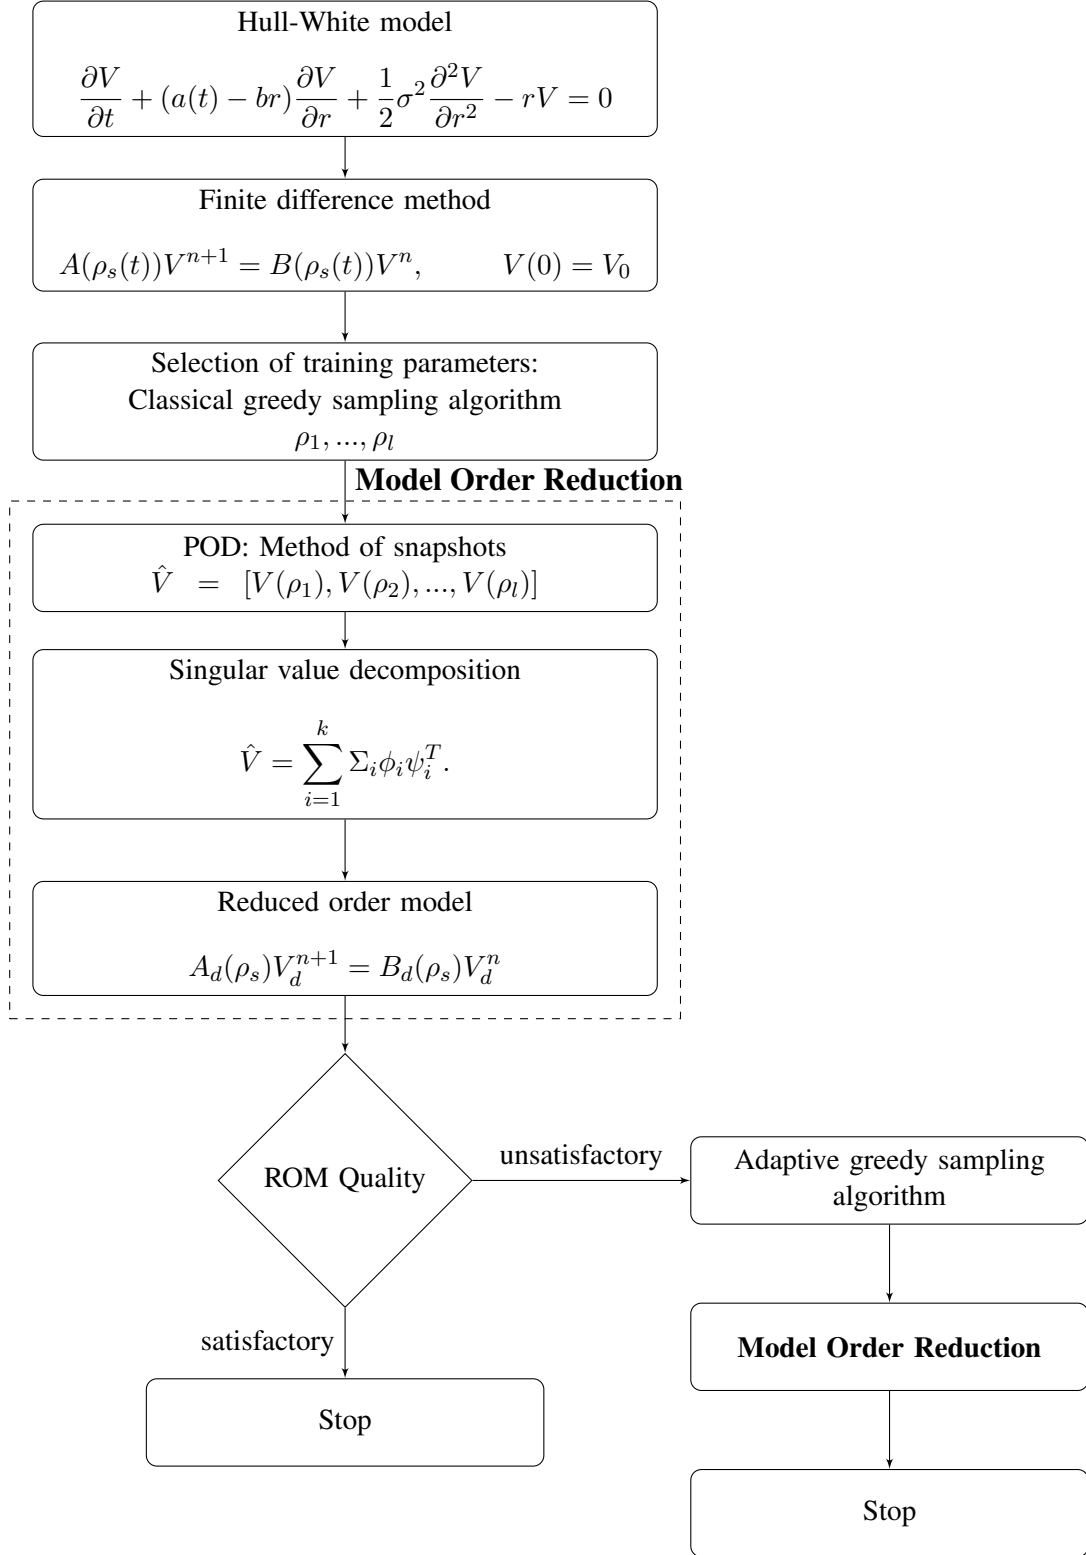 Hull-White model
∂V/∂t + (a(t) − br)∂V/∂r + 1/2 σ² ∂²V/∂r² − rV = 0
Finite difference method
A(ρ_s(t))V^{n+1} = B(ρ_s(t))V^n, V(0) = V_0
Selection of training parameters:
Classical greedy sampling algorithm
ρ_1, ..., ρ_l
Model Order Reduction
POD: Method of snapshots
V̂ = [V(ρ_1), V(ρ_2), ..., V(ρ_l)]
Singular value decomposition
V̂ = ∑_{i=1}^{k} Σ_i φ_i ψ_i^T.
Reduced order model
A_d(ρ_s)V_d^{n+1} = B_d(ρ_s)V_d^n
ROM Quality
unsatisfactory
Adaptive greedy sampling
algorithm
satisfactory
Model Order Reduction
Stop
Stop